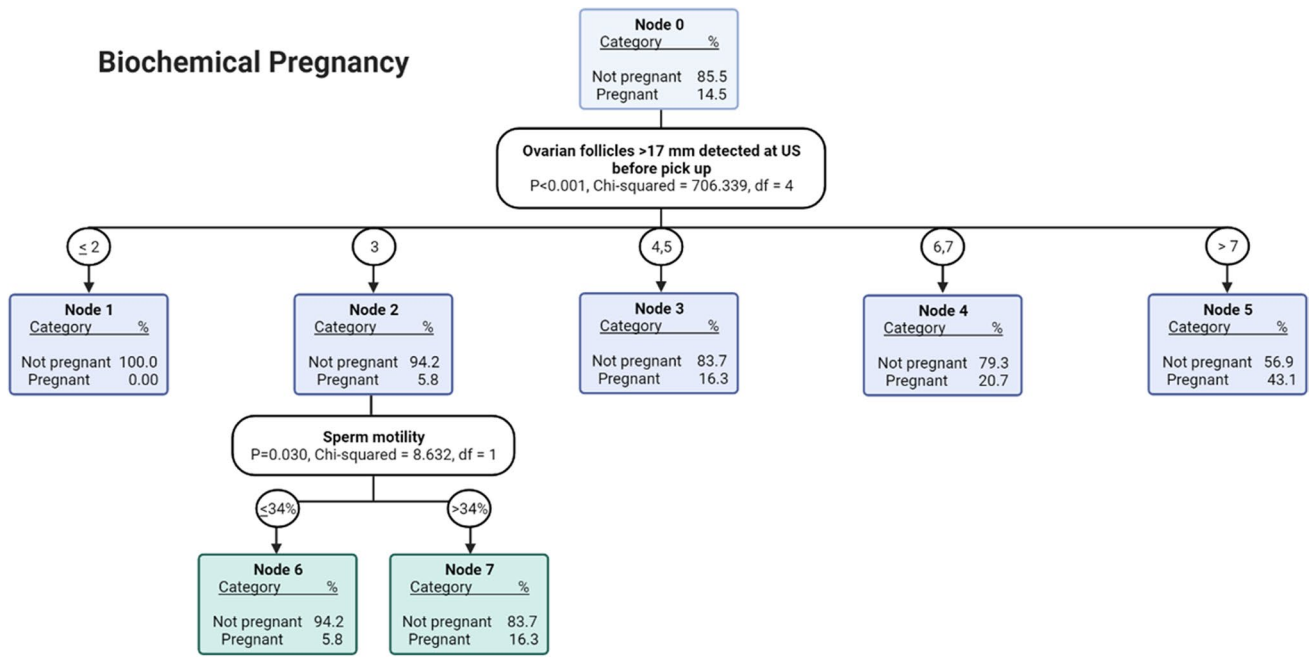 Biochemical Pregnancy
Node 0
Category %
Not pregnant 85.5
Pregnant 14.5
Ovarian follicles >17 mm detected at US
before pick up
P<0.001, Chi-squared = 706.339, df = 4
≤ 2
3
4,5
6,7
> 7
Node 1
Category %
Not pregnant 100.0
Pregnant 0.00
Node 2
Category %
Not pregnant 94.2
Pregnant 5.8
Node 3
Category %
Not pregnant 83.7
Pregnant 16.3
Node 4
Category %
Not pregnant 79.3
Pregnant 20.7
Node 5
Category %
Not pregnant 56.9
Pregnant 43.1
Sperm motility
P=0.030, Chi-squared = 8.632, df = 1
≤34%
>34%
Node 6
Category %
Not pregnant 94.2
Pregnant 5.8
Node 7
Category %
Not pregnant 83.7
Pregnant 16.3